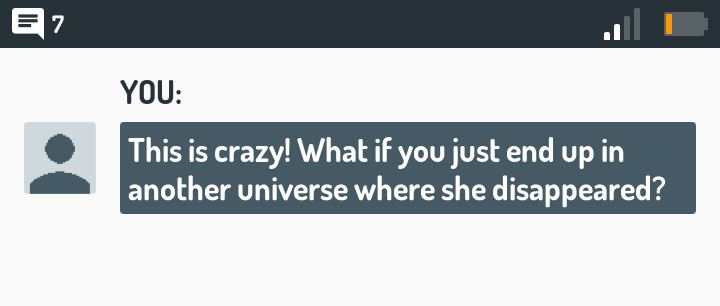 7
YOU:
This is crazy! What if you just end up in
another universe where she disappeared?